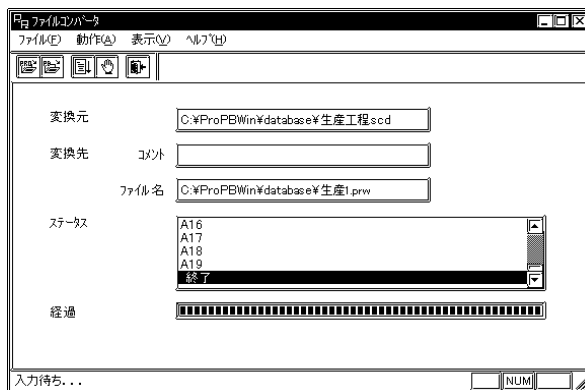 ファイルコンバータ
ファイル(F) 動作(A) 表示(V) ヘルプ(H)
変換元 C:¥ProPBWin¥database¥生産工程.scd
変換先 コメント
ファイル名 C:¥ProPBWin¥database¥生産1.prw
ステータス
A16
A17
A18
A19
終了
経過
入力待ち... NUM